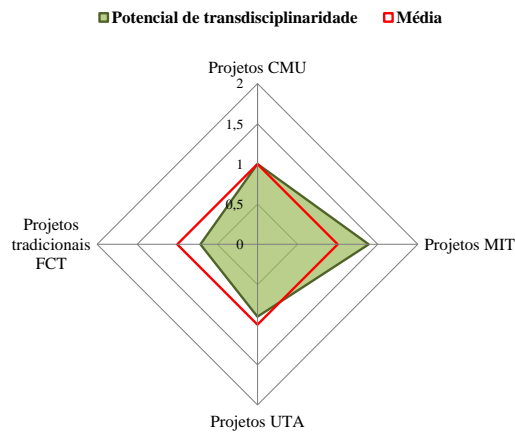 Potencial de transdisciplinaridade Média
Projetos CMU
2
1,5
1
0,5
0
Projetos
tradicionais
FCT
Projetos MIT
Projetos UTA